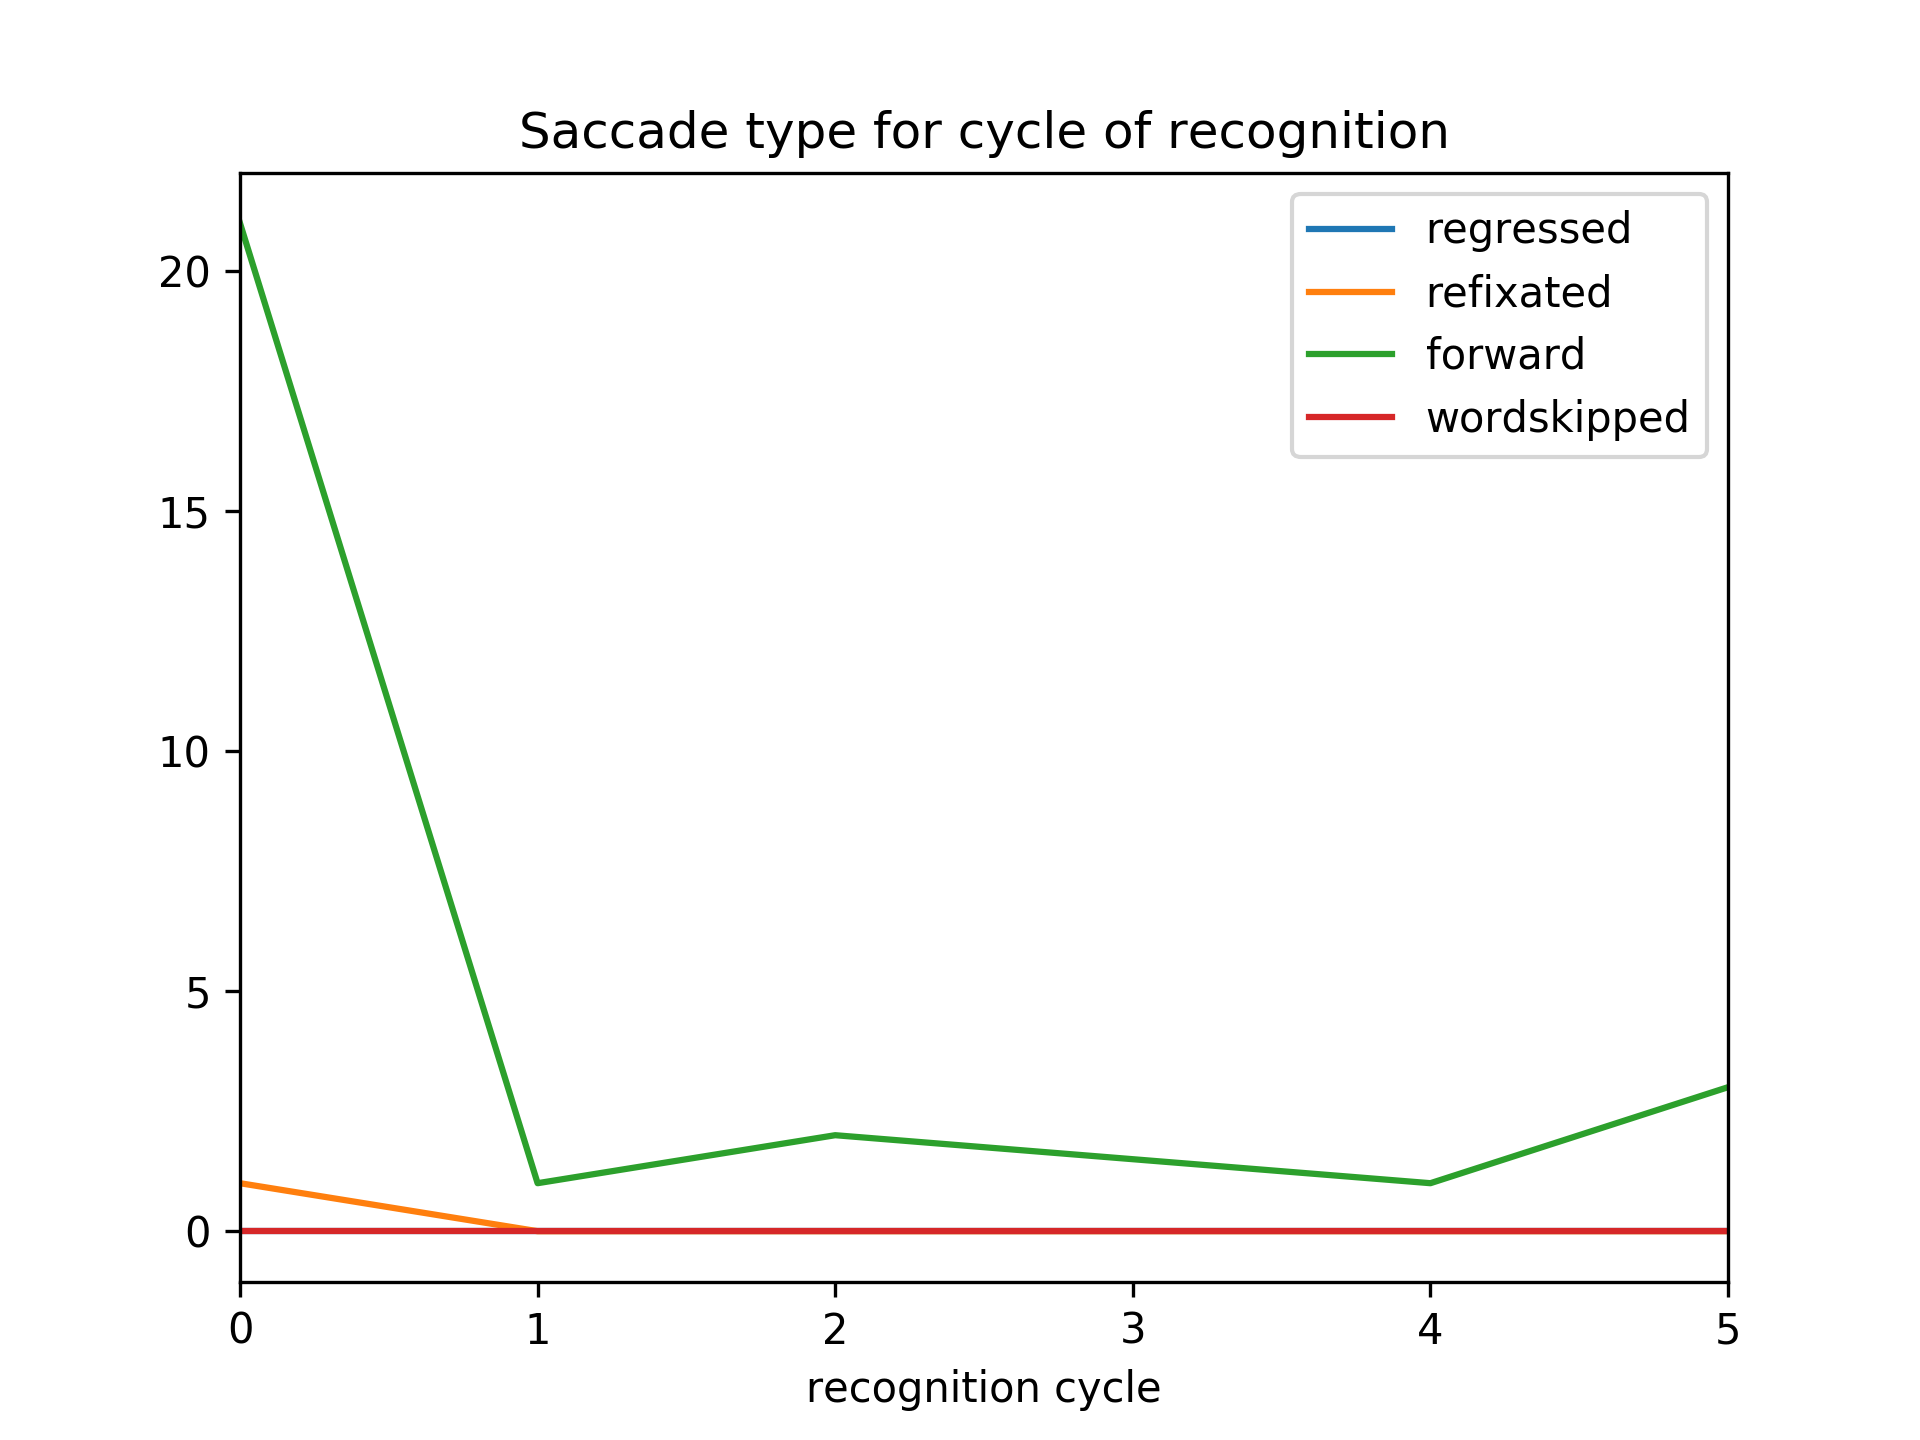 Saccade type for cycle of recognition
regressed
refixated
forward
wordskipped
20
15
10
5
0
0 1 2 3 4 5
recognition cycle